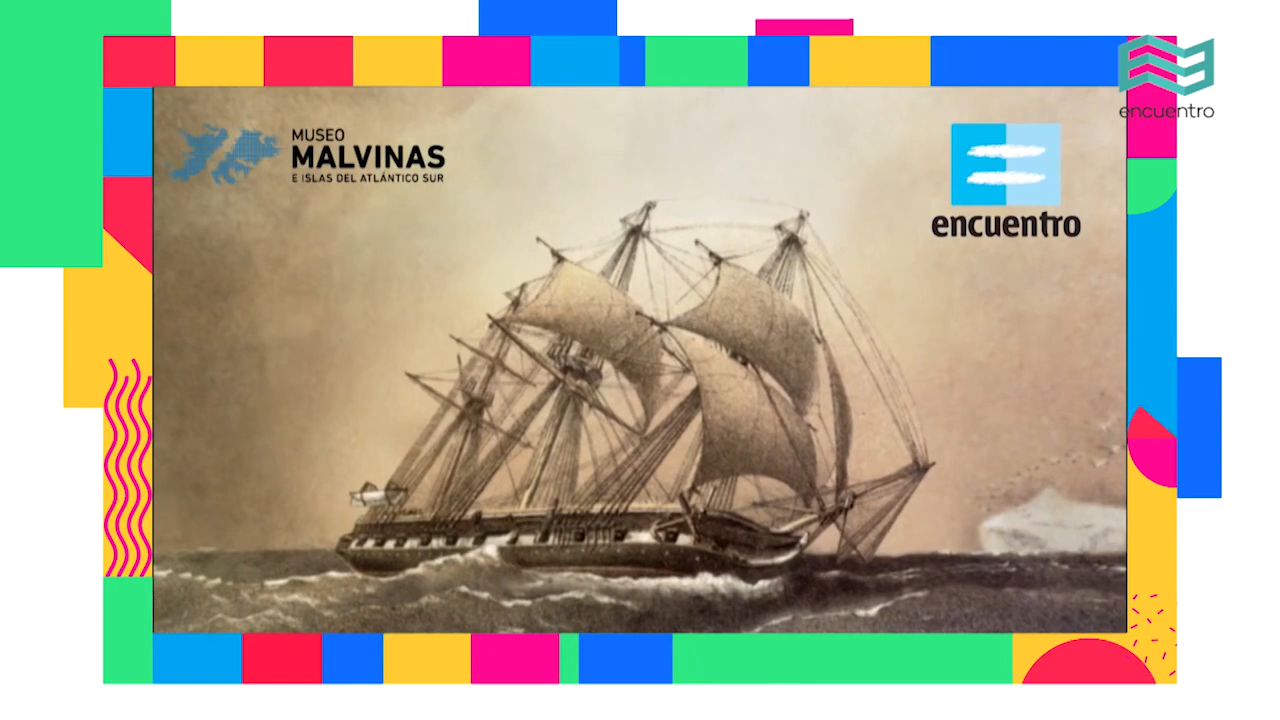 MUSEO
MALVINAS
E ISLAS DEL ATLÁNTICO SUR
encuentro
encuentro